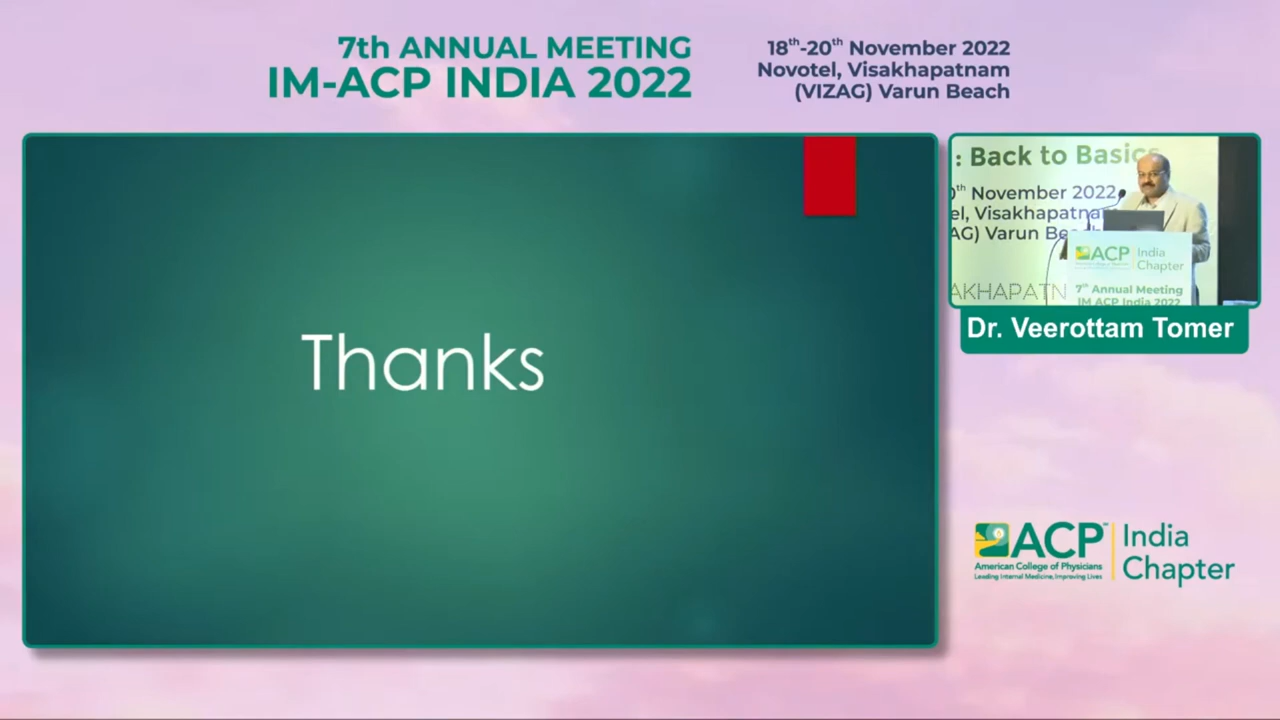 7th ANNUAL MEETING
IM-ACP INDIA 2022
18th-20th November 2022
Novotel, Visakhapatnam
(VIZAG) Varun Beach
Thanks
: Back to Basics
November 2022
Visakhapatna
AG) Varun Be
ACP India
Chapter
7th Annual Meeting
IM ACP India 2022
AKHAPATN
Dr. Veerottam Tomer
ACP India
Chapter
American College of Physicians
Leading Internal Medicine, Improving Lives